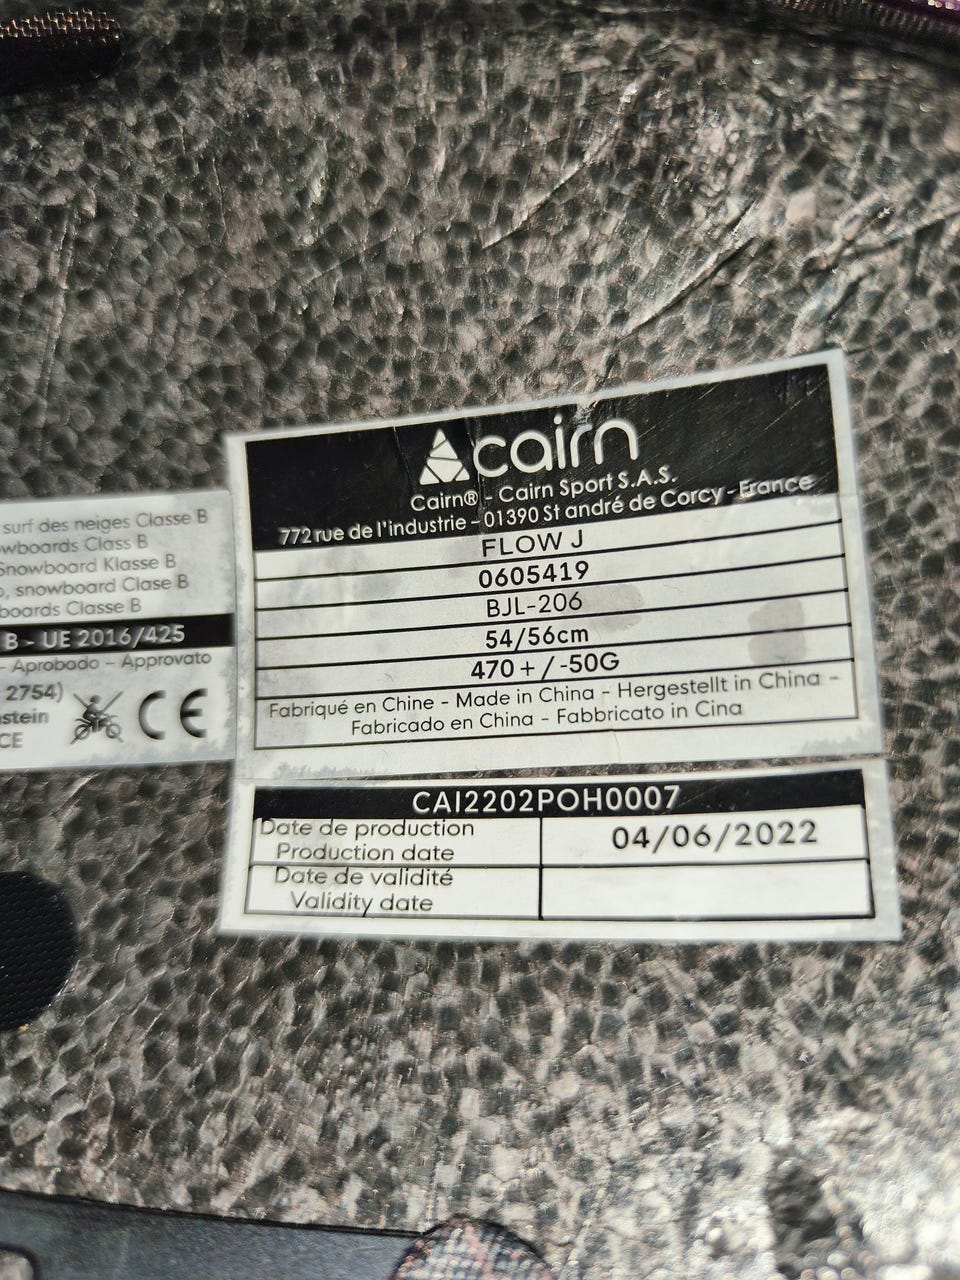 surf des neiges Classe B
wboards Class B
Snowboard Klasse B
o, snowboard Clase B
boards Classe B
B - UE 2016/425
- Aprobado - Approvato
2754)
stein
CE
CE
cairn
Cairn® - Cairn Sport S.A.S.
772 rue de l'industrie - 01390 St andré de Corcy - France
FLOW J
0605419
BJL-206
54/56cm
470 + / -50G
Fabriqué en Chine - Made in China - Hergestellt in China -
Fabricado en China - Fabbricato in Cina
CAI2202POH0007
Date de production
Production date
04/06/2022
Date de validité
Validity date